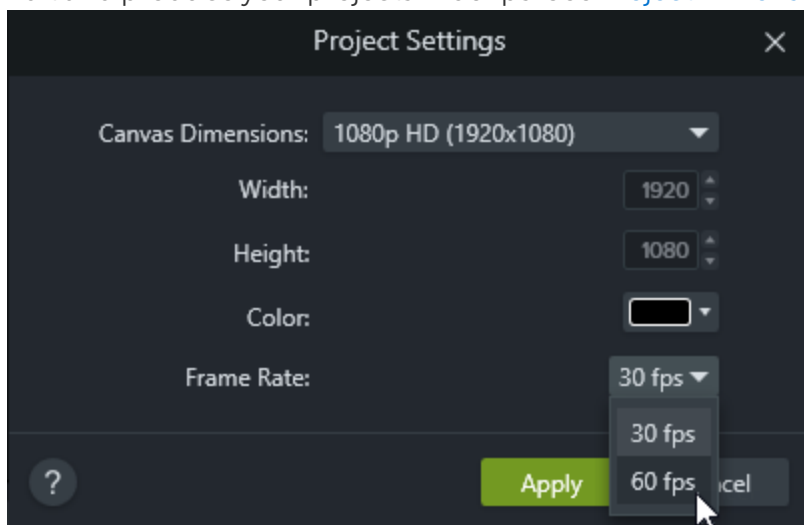 Project Settings
Canvas Dimensions: 1080p HD (1920x1080)
Width: 1920
Height: 1080
Color:
Frame Rate: 30 fps
30 fps
? Apply 60 fps